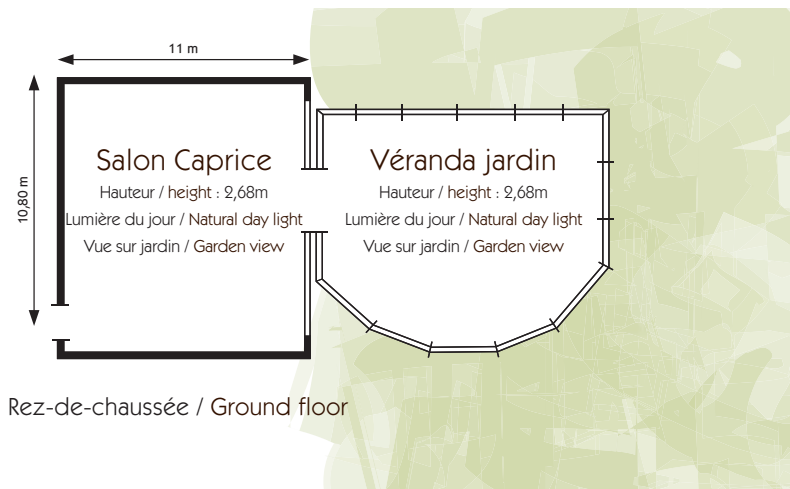 11 m
10,80 m
Salon Caprice
Hauteur / height : 2,68m
Lumière du jour / Natural day light
Vue sur jardin / Garden view
Véranda jardin
Hauteur / height : 2,68m
Lumière du jour / Natural day light
Vue sur jardin / Garden view
Rez-de-chaussée / Ground floor